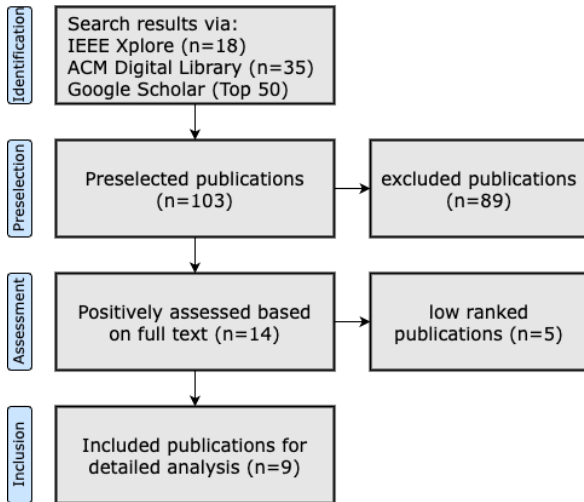 Identification
Search results via:
IEEE Xplore (n=18)
ACM Digital Library (n=35)
Google Scholar (Top 50)
Preselection
Preselected publications
(n=103)
excluded publications
(n=89)
Assessment
Positively assessed based
on full text (n=14)
low ranked
publications (n=5)
Inclusion
Included publications for
detailed analysis (n=9)